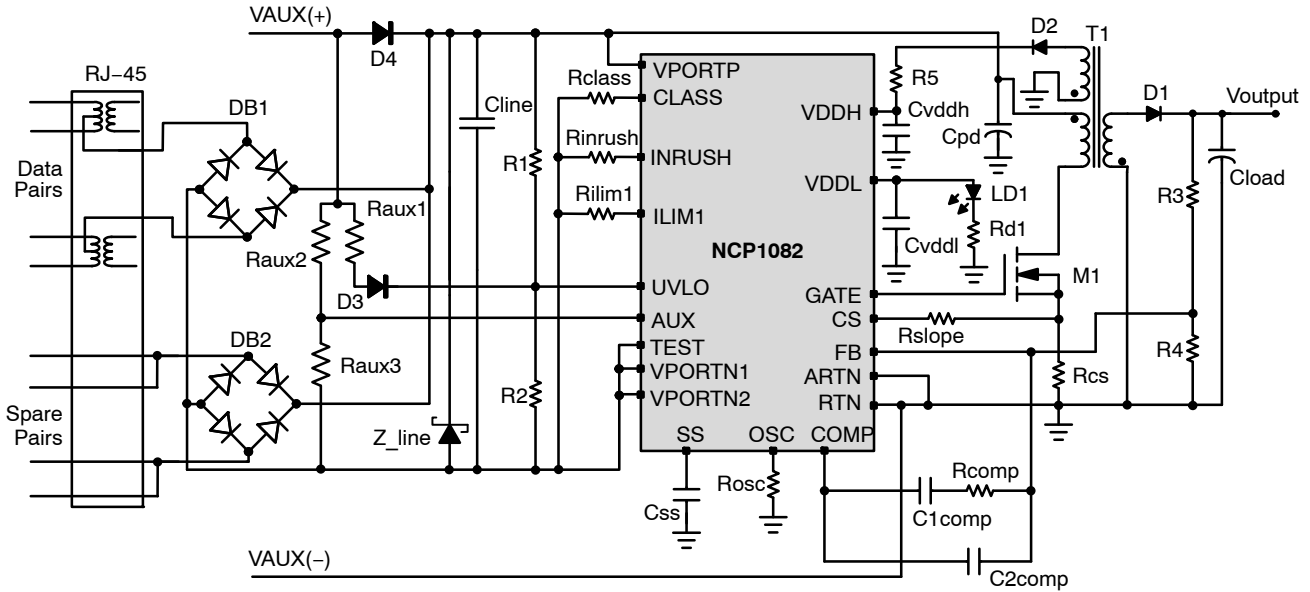 VAUX(+)
D4
D2
T1
RJ−45
DB1
Data
Pairs
Cline
Rclass
VPORTP
CLASS
R5
VDDH
Cvddh
Cpd
D1
Voutput
Rinrush
INRUSH
R1
Rilim1
ILIM1
VDDL
LD1
Rd1
Cvddl
R3
Cload
Raux1
Raux2
NCP1082
D3
UVLO
GATE
M1
AUX
CS
Rslope
DB2
TEST
FB
R4
Raux3
VPORTN1
ARTN
Rcs
R2
VPORTN2
RTN
Spare
Pairs
Z_line
SS
OSC
COMP
Css
Rosc
Rcomp
C1comp
VAUX(−)
C2comp